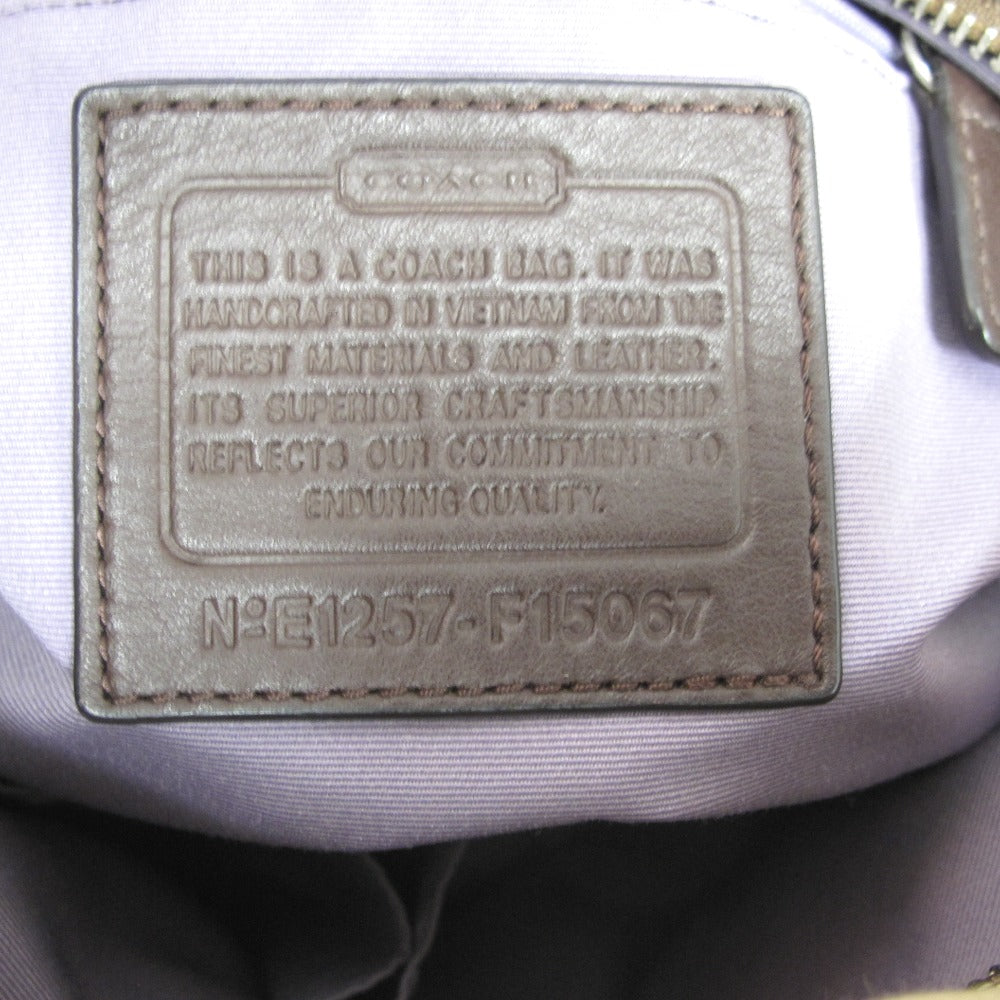 COACH
THIS IS A COACH BAG. IT WAS
HANDCRAFTED IN VIETNAM FROM THE
FINEST MATERIALS AND LEATHER.
ITS SUPERIOR CRAFTSMANSHIP
REFLECTS OUR COMMITMENT TO
ENDURING QUALITY.
Nº E1257-F15067